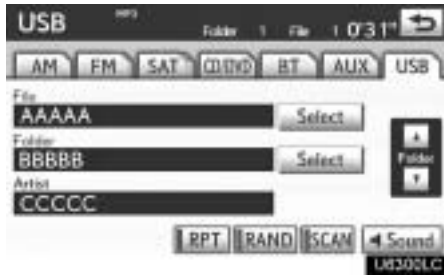 USB MP3 Folder 1 File 1 0'31"
AM FM SAT CD/DVD BT AUX USB
File
AAAAA Select
Folder
BBBBB Select
Folder
Artist
CCCCC
RPT RAND SCAN Sound
U8300LC